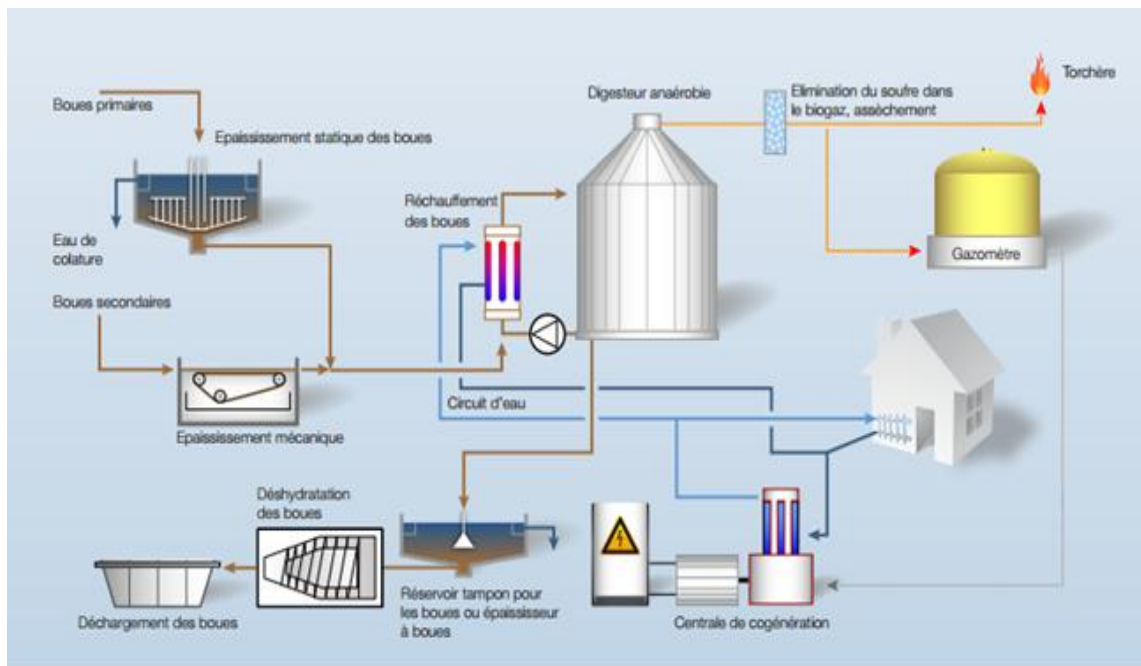 Boues primaires
Epaississement statique des boues
Eau de
colature
Boues secondaires
Epaississement mécanique
Réchauffement
des boues
Digesteur anaérobie
Elimination du soufre dans
le biogaz, assèchement
Torchère
Gazomètre
Circuit d'eau
Déshydratation
des boues
Déchargement des boues
Réservoir tampon pour
les boues ou épaississeur
à boues
Centrale de cogénération